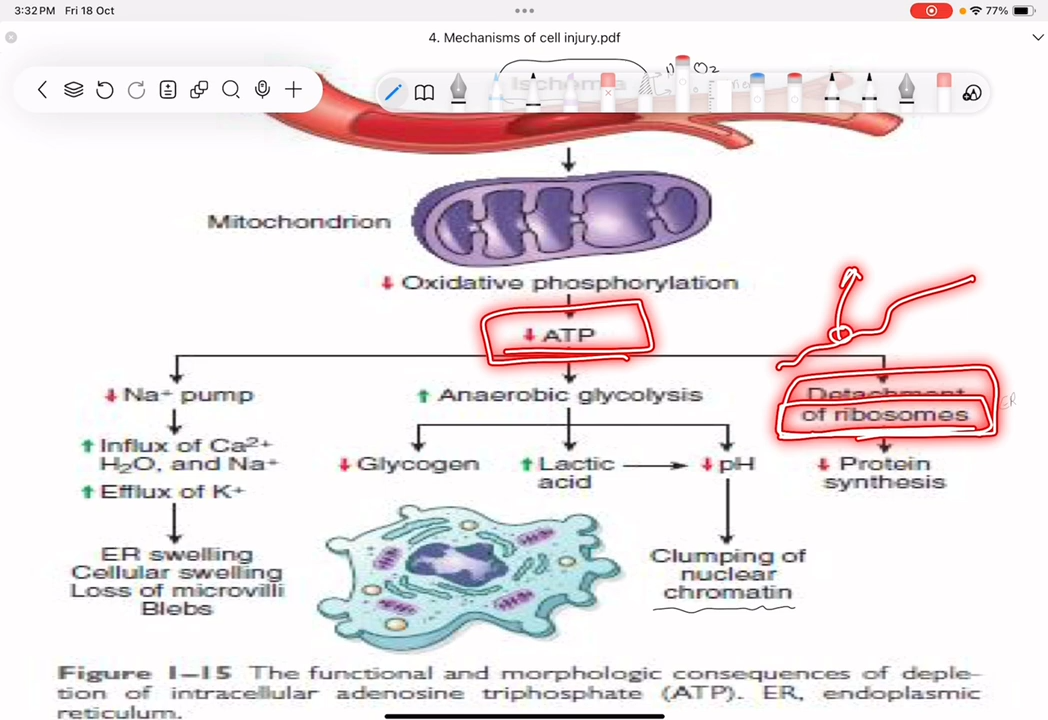 3:32 PM Fri 18 Oct
77%
4. Mechanisms of cell injury.pdf
Ischemia
O2
Mitochondrion
Oxidative phosphorylation
ATP
Na+ pump
Anaerobic glycolysis
Detachment
of ribosomes
ER
Influx of Ca2+
H2O, and Na+
Efflux of K+
Glycogen
Lactic
acid
pH
Protein
synthesis
ER swelling
Cellular swelling
Loss of microvilli
Blebs
Clumping of
nuclear
chromatin
Figure 1–15 The functional and morphologic consequences of deple-
tion of intracellular adenosine triphosphate (ATP). ER, endoplasmic
reticulum.